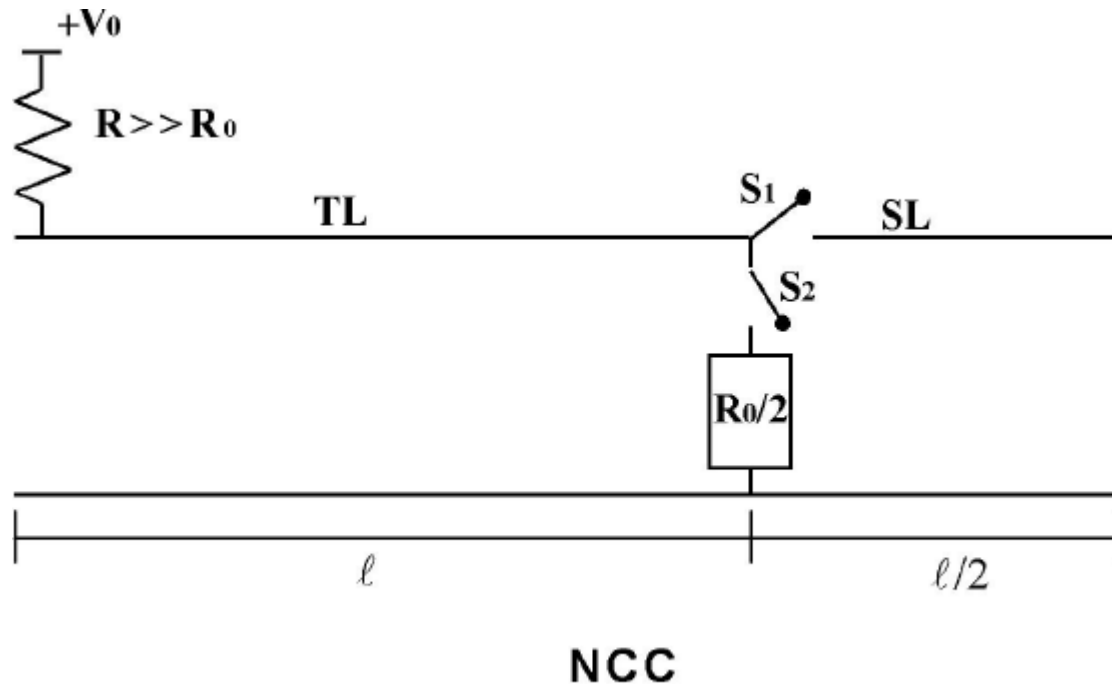 +V₀
R>>R₀
TL
S₁
SL
S₂
R₀/2
ℓ
ℓ/2
NCC